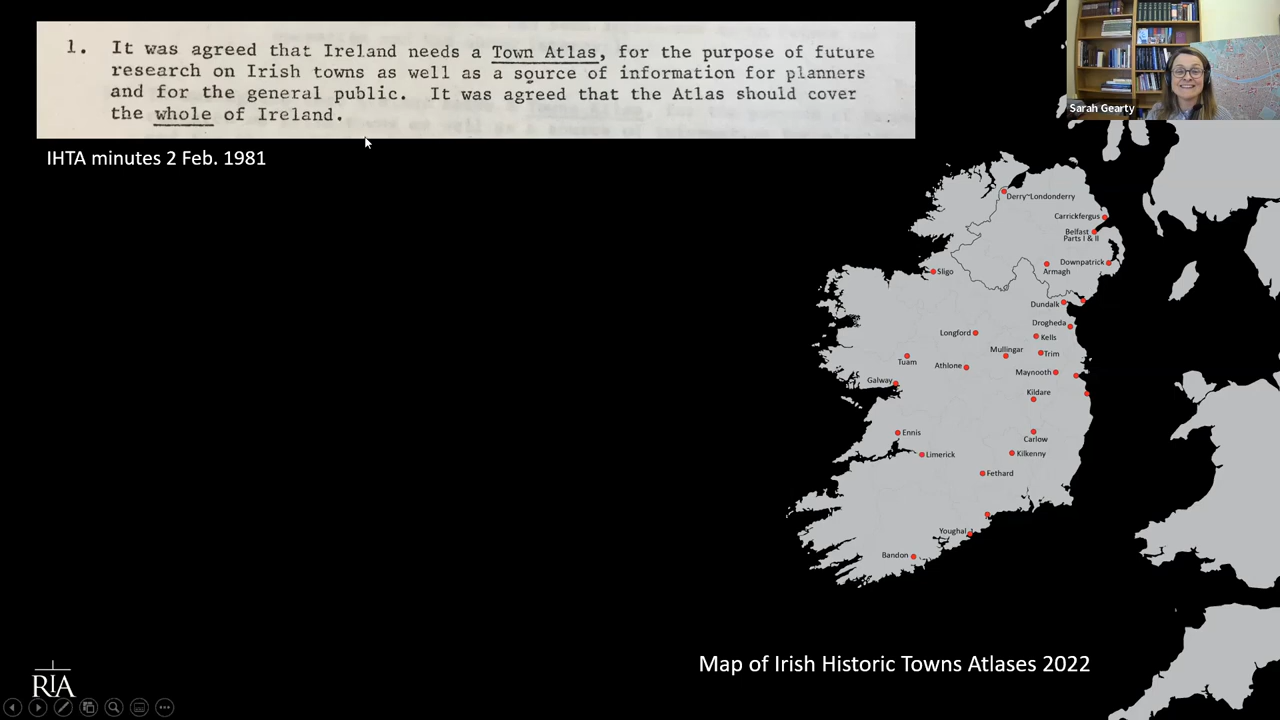 1. It was agreed that Ireland needs a Town Atlas, for the purpose of future
research on Irish towns as well as a source of information for planners
and for the general public. It was agreed that the Atlas should cover
the whole of Ireland.
IHTA minutes 2 Feb. 1981
Sarah Gearty
Derry~Londonderry
Carrickfergus
Belfast
Parts I & II
Downpatrick
Armagh
Sligo
Dundalk
Drogheda
Longford
Kells
Mullingar
Trim
Tuam
Athlone
Maynooth
Galway
Kildare
Ennis
Carlow
Limerick
Kilkenny
Fethard
Youghal
Bandon
Map of Irish Historic Towns Atlases 2022
RIA